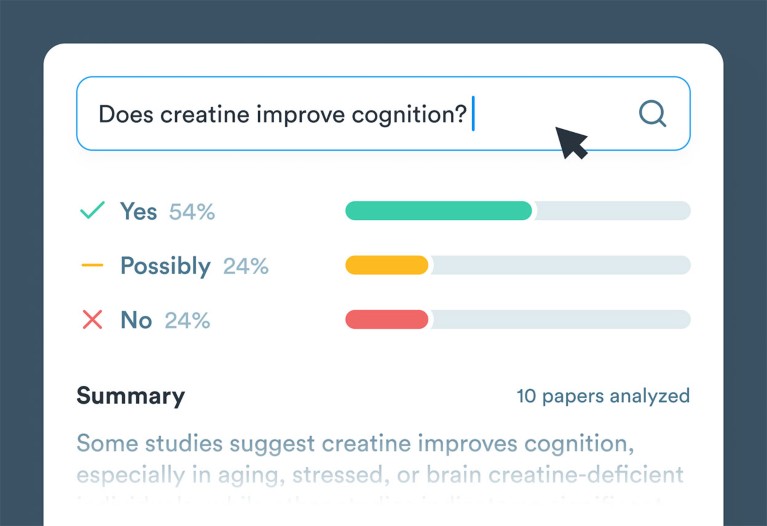 Does creatine improve cognition?
Yes 54%
Possibly 24%
No 24%
Summary 10 papers analyzed
Some studies suggest creatine improves cognition,
especially in aging, stressed, or brain creatine-deficient